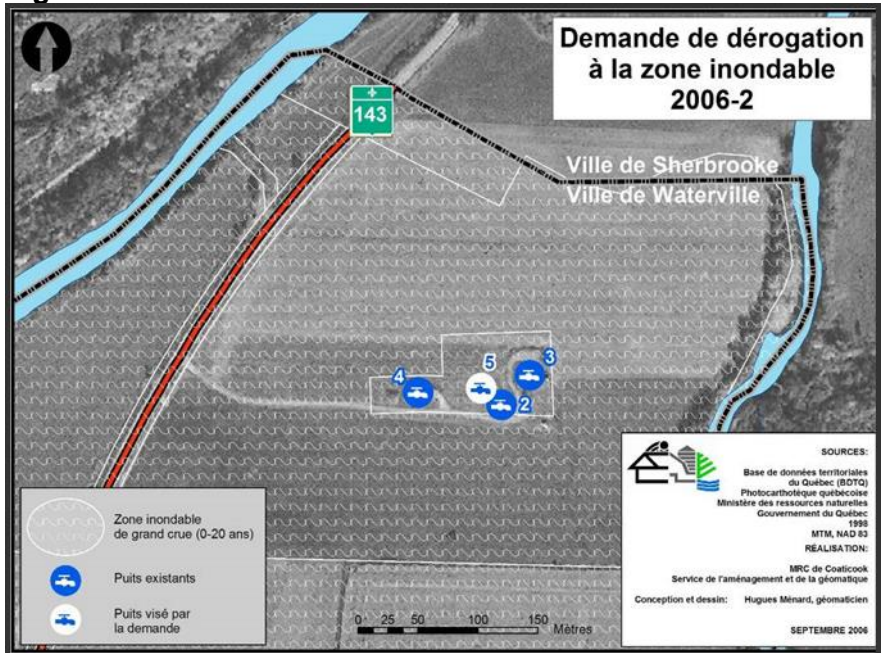 Demande de dérogation
à la zone inondable
2006-2
143
Ville de Sherbrooke
Ville de Waterville
3
5
4
2
Zone inondable
de grand crue (0-20 ans)
Puits existants
Puits visé par
la demande
0 25 50 100 150
Mètres
SOURCES:
Base de données territoriales
du Québec (BDTQ)
Photocarthotèque québécoise
Ministère des ressources naturelles
Gouvernement du Québec
1998
MTM, NAD 83
RÉALISATION:
MRC de Coaticook
Service de l'aménagement et de la géomatique
Conception et dessin: Hugues Ménard, géomaticien
SEPTEMBRE 2006